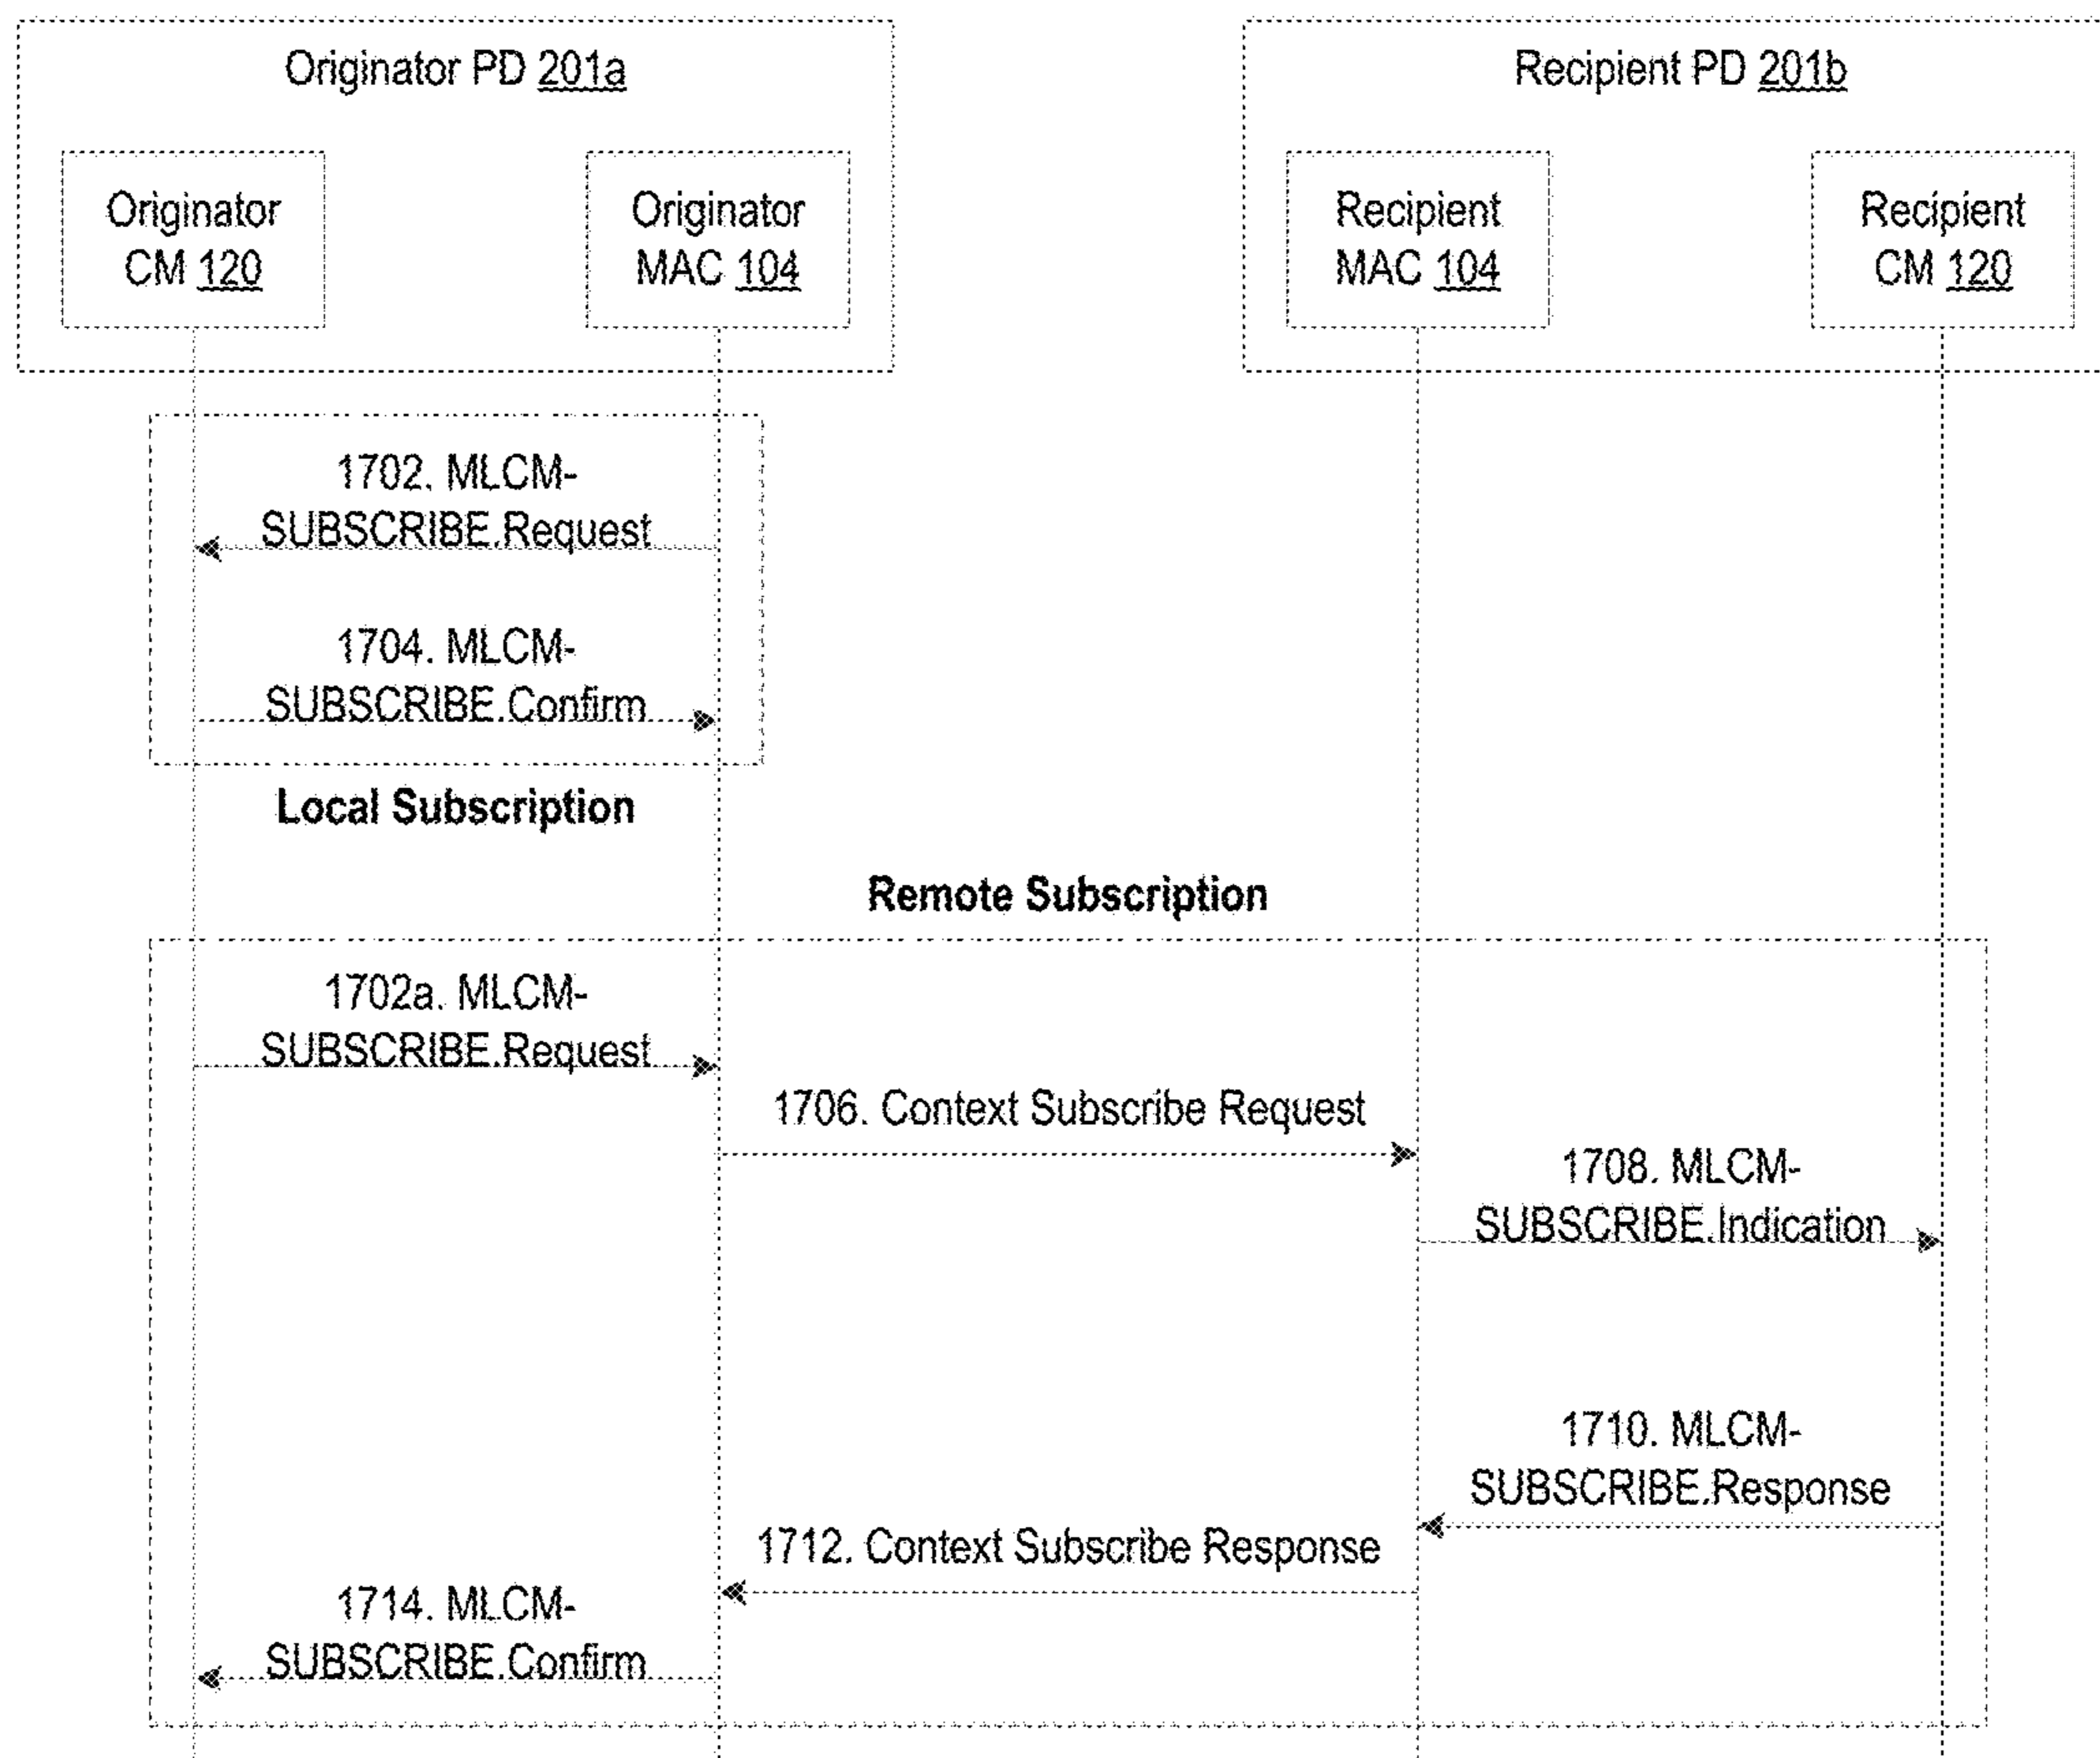 Originator PD 201a
Recipient PD 201b
Originator
CM 120
Originator
MAC 104
Recipient
MAC 104
Recipient
CM 120
1702. MLCM-
SUBSCRIBE.Request
1704. MLCM-
SUBSCRIBE.Confirm
Local Subscription
Remote Subscription
1702a. MLCM-
SUBSCRIBE.Request
1706. Context Subscribe Request
1708. MLCM-
SUBSCRIBE.Indication
1710. MLCM-
SUBSCRIBE.Response
1712. Context Subscribe Response
1714. MLCM-
SUBSCRIBE.Confirm